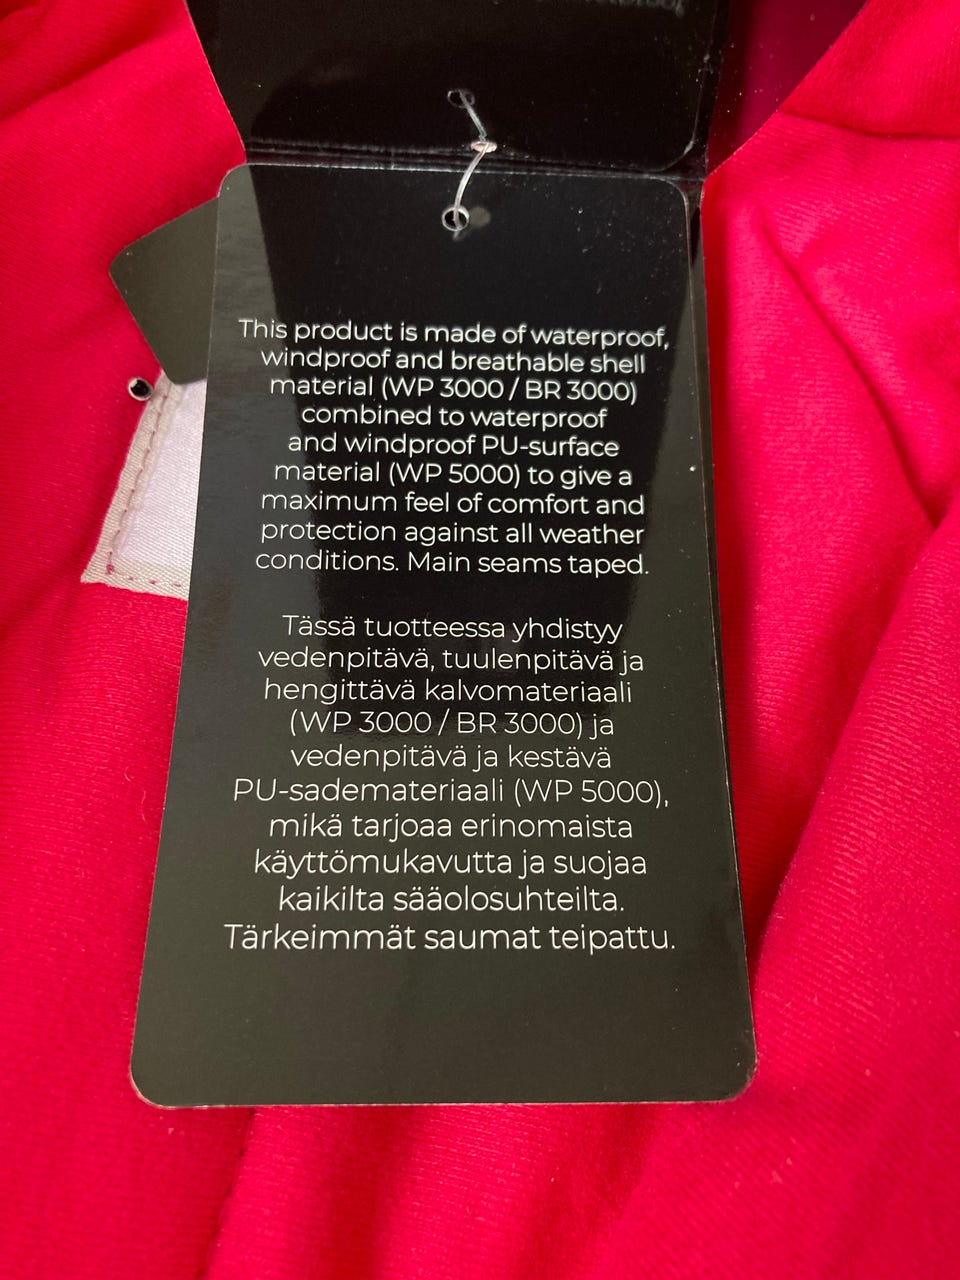 This product is made of waterproof,
windproof and breathable shell
material (WP 3000 / BR 3000)
combined to waterproof
and windproof PU-surface
material (WP 5000) to give a
maximum feel of comfort and
protection against all weather
conditions. Main seams taped.
Tässä tuotteessa yhdistyy
vedenpitävä, tuulenpitävä ja
hengittävä kalvomateriaali
(WP 3000 / BR 3000) ja
vedenpitävä ja kestävä
PU-sademateriaali (WP 5000),
mikä tarjoaa erinomaista
käyttömukavutta ja suojaa
kaikilta sääolosuhteilta.
Tärkeimmät saumat teipattu.